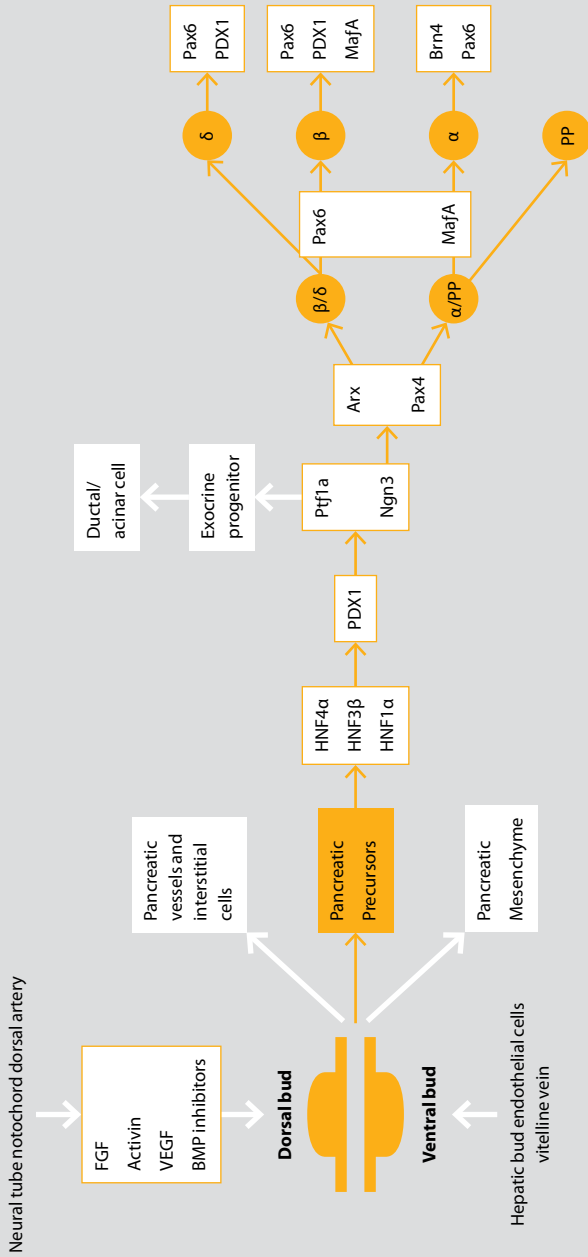 Neural tube notochord dorsal artery
FGF
Activin
VEGF
BMP inhibitors
Dorsal bud
Ventral bud
Hepatic bud endothelial cells
vitelline vein
Pancreatic
vessels and
interstitial
cells
Pancreatic
Precursors
Pancreatic
Mesenchyme
HNF4α
HNF3β
HNF1α
PDX1
Ductal/
acinar cell
Exocrine
progenitor
Ptf1a
Ngn3
Arx
Pax4
β/δ
α/PP
Pax6
MafA
δ
β
α
PP
Pax6
PDX1
Pax6
PDX1
MafA
Brn4
Pax6